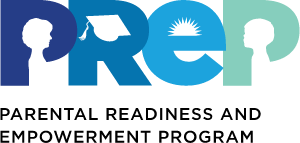 PReP
PARENTAL READINESS AND
EMPOWERMENT PROGRAM